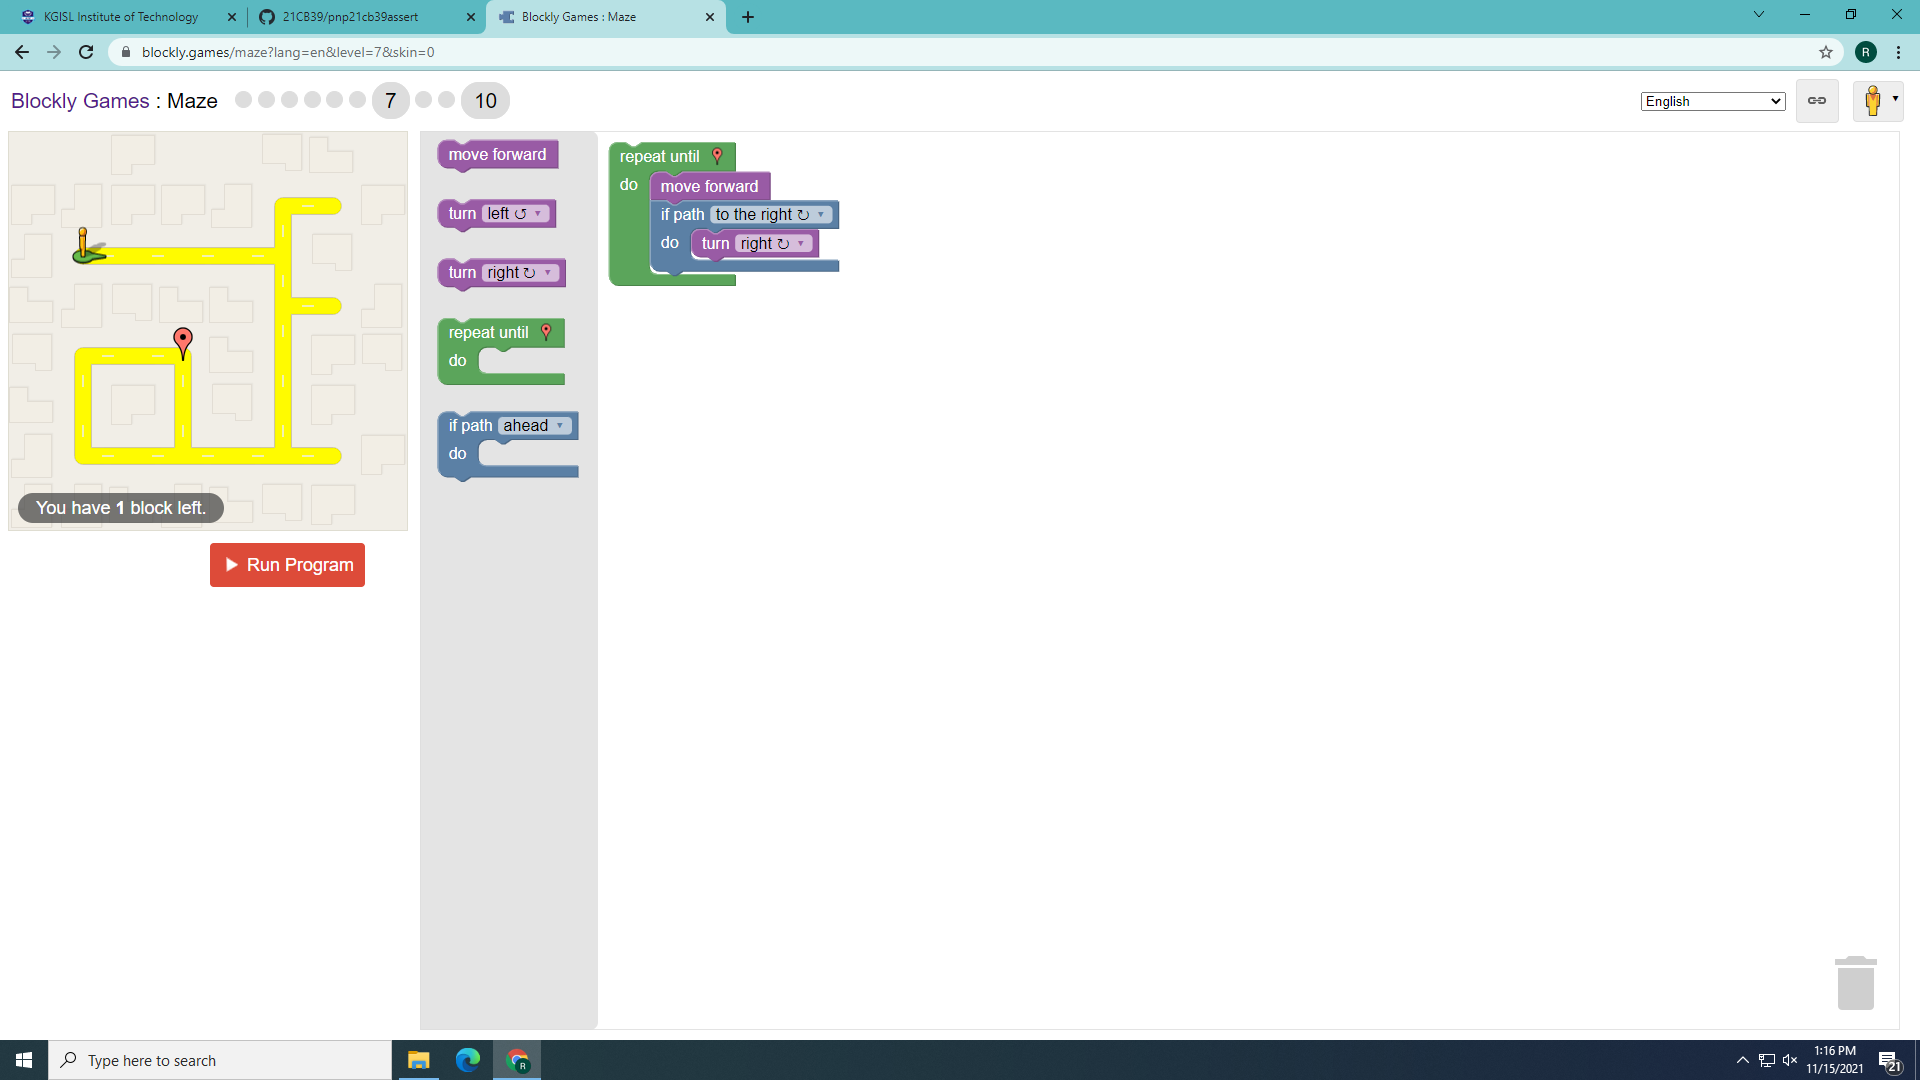 KGISL Institute of Technology
21CB39/pnp21cb39assert
Blockly Games : Maze
blockly.games/maze?lang=en&level=7&skin=0
R
Blockly Games : Maze 7 10
English
move forward
turn left ↺
turn right ↻
repeat until
do
if path ahead
do
repeat until
do
move forward
if path to the right ↻
do
turn right ↻
You have 1 block left.
Run Program
Type here to search
R
1:16 PM
11/15/2021
21